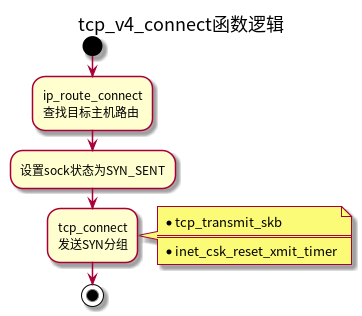 tcp_v4_connect函数逻辑
ip_route_connect
查找目标主机路由
设置sock状态为SYN_SENT
tcp_connect
发送SYN分组
• tcp_transmit_skb
• inet_csk_reset_xmit_timer